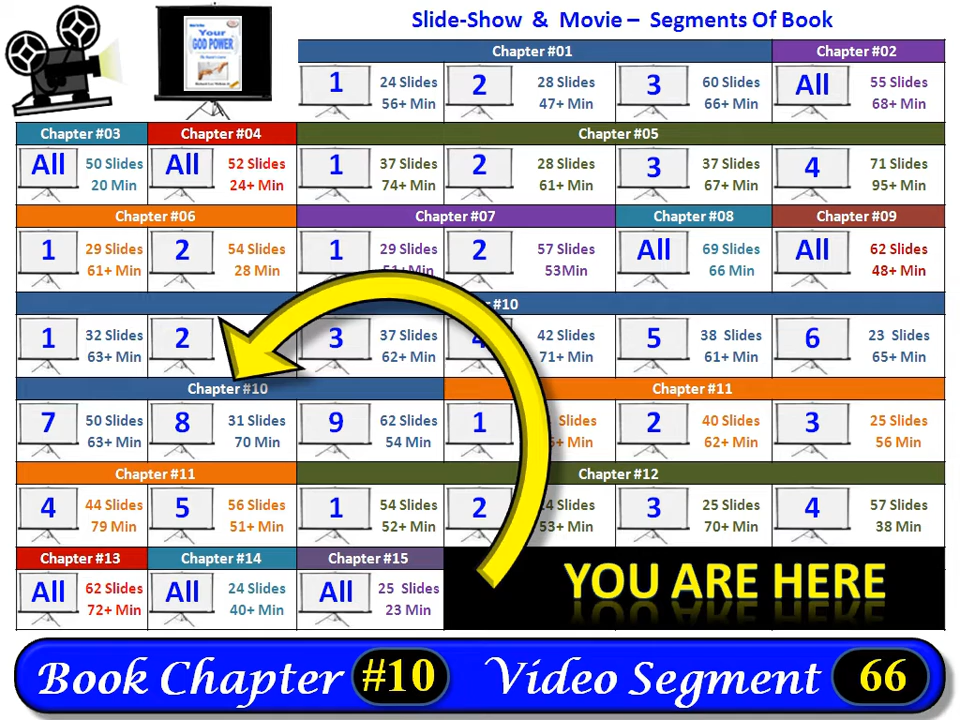 Slide-Show & Movie – Segments Of Book
Your
GOD POWER
Chapter #01 Chapter #02
1 24 Slides 56+ Min 2 28 Slides 47+ Min 3 60 Slides 66+ Min All 55 Slides 68+ Min
Chapter #03 Chapter #04 Chapter #05
All 50 Slides 20 Min All 52 Slides 24+ Min 1 37 Slides 74+ Min 2 28 Slides 61+ Min 3 37 Slides 67+ Min 4 71 Slides 95+ Min
Chapter #06 Chapter #07 Chapter #08 Chapter #09
1 29 Slides 61+ Min 2 54 Slides 28 Min 1 29 Slides 51+ Min 2 57 Slides 53Min All 69 Slides 66 Min All 62 Slides 48+ Min
#10
1 32 Slides 63+ Min 2 3 37 Slides 62+ Min 4 42 Slides 71+ Min 5 38 Slides 61+ Min 6 23 Slides 65+ Min
Chapter #10 Chapter #11
7 50 Slides 63+ Min 8 31 Slides 70 Min 9 62 Slides 54 Min 1 Slides + Min 2 40 Slides 62+ Min 3 25 Slides 56 Min
Chapter #11 Chapter #12
4 44 Slides 79 Min 5 56 Slides 51+ Min 1 54 Slides 52+ Min 2 24 Slides 53+ Min 3 25 Slides 70+ Min 4 57 Slides 38 Min
Chapter #13 Chapter #14 Chapter #15
All 62 Slides 72+ Min All 24 Slides 40+ Min All 25 Slides 23 Min
YOU ARE HERE
Book Chapter #10 Video Segment 66